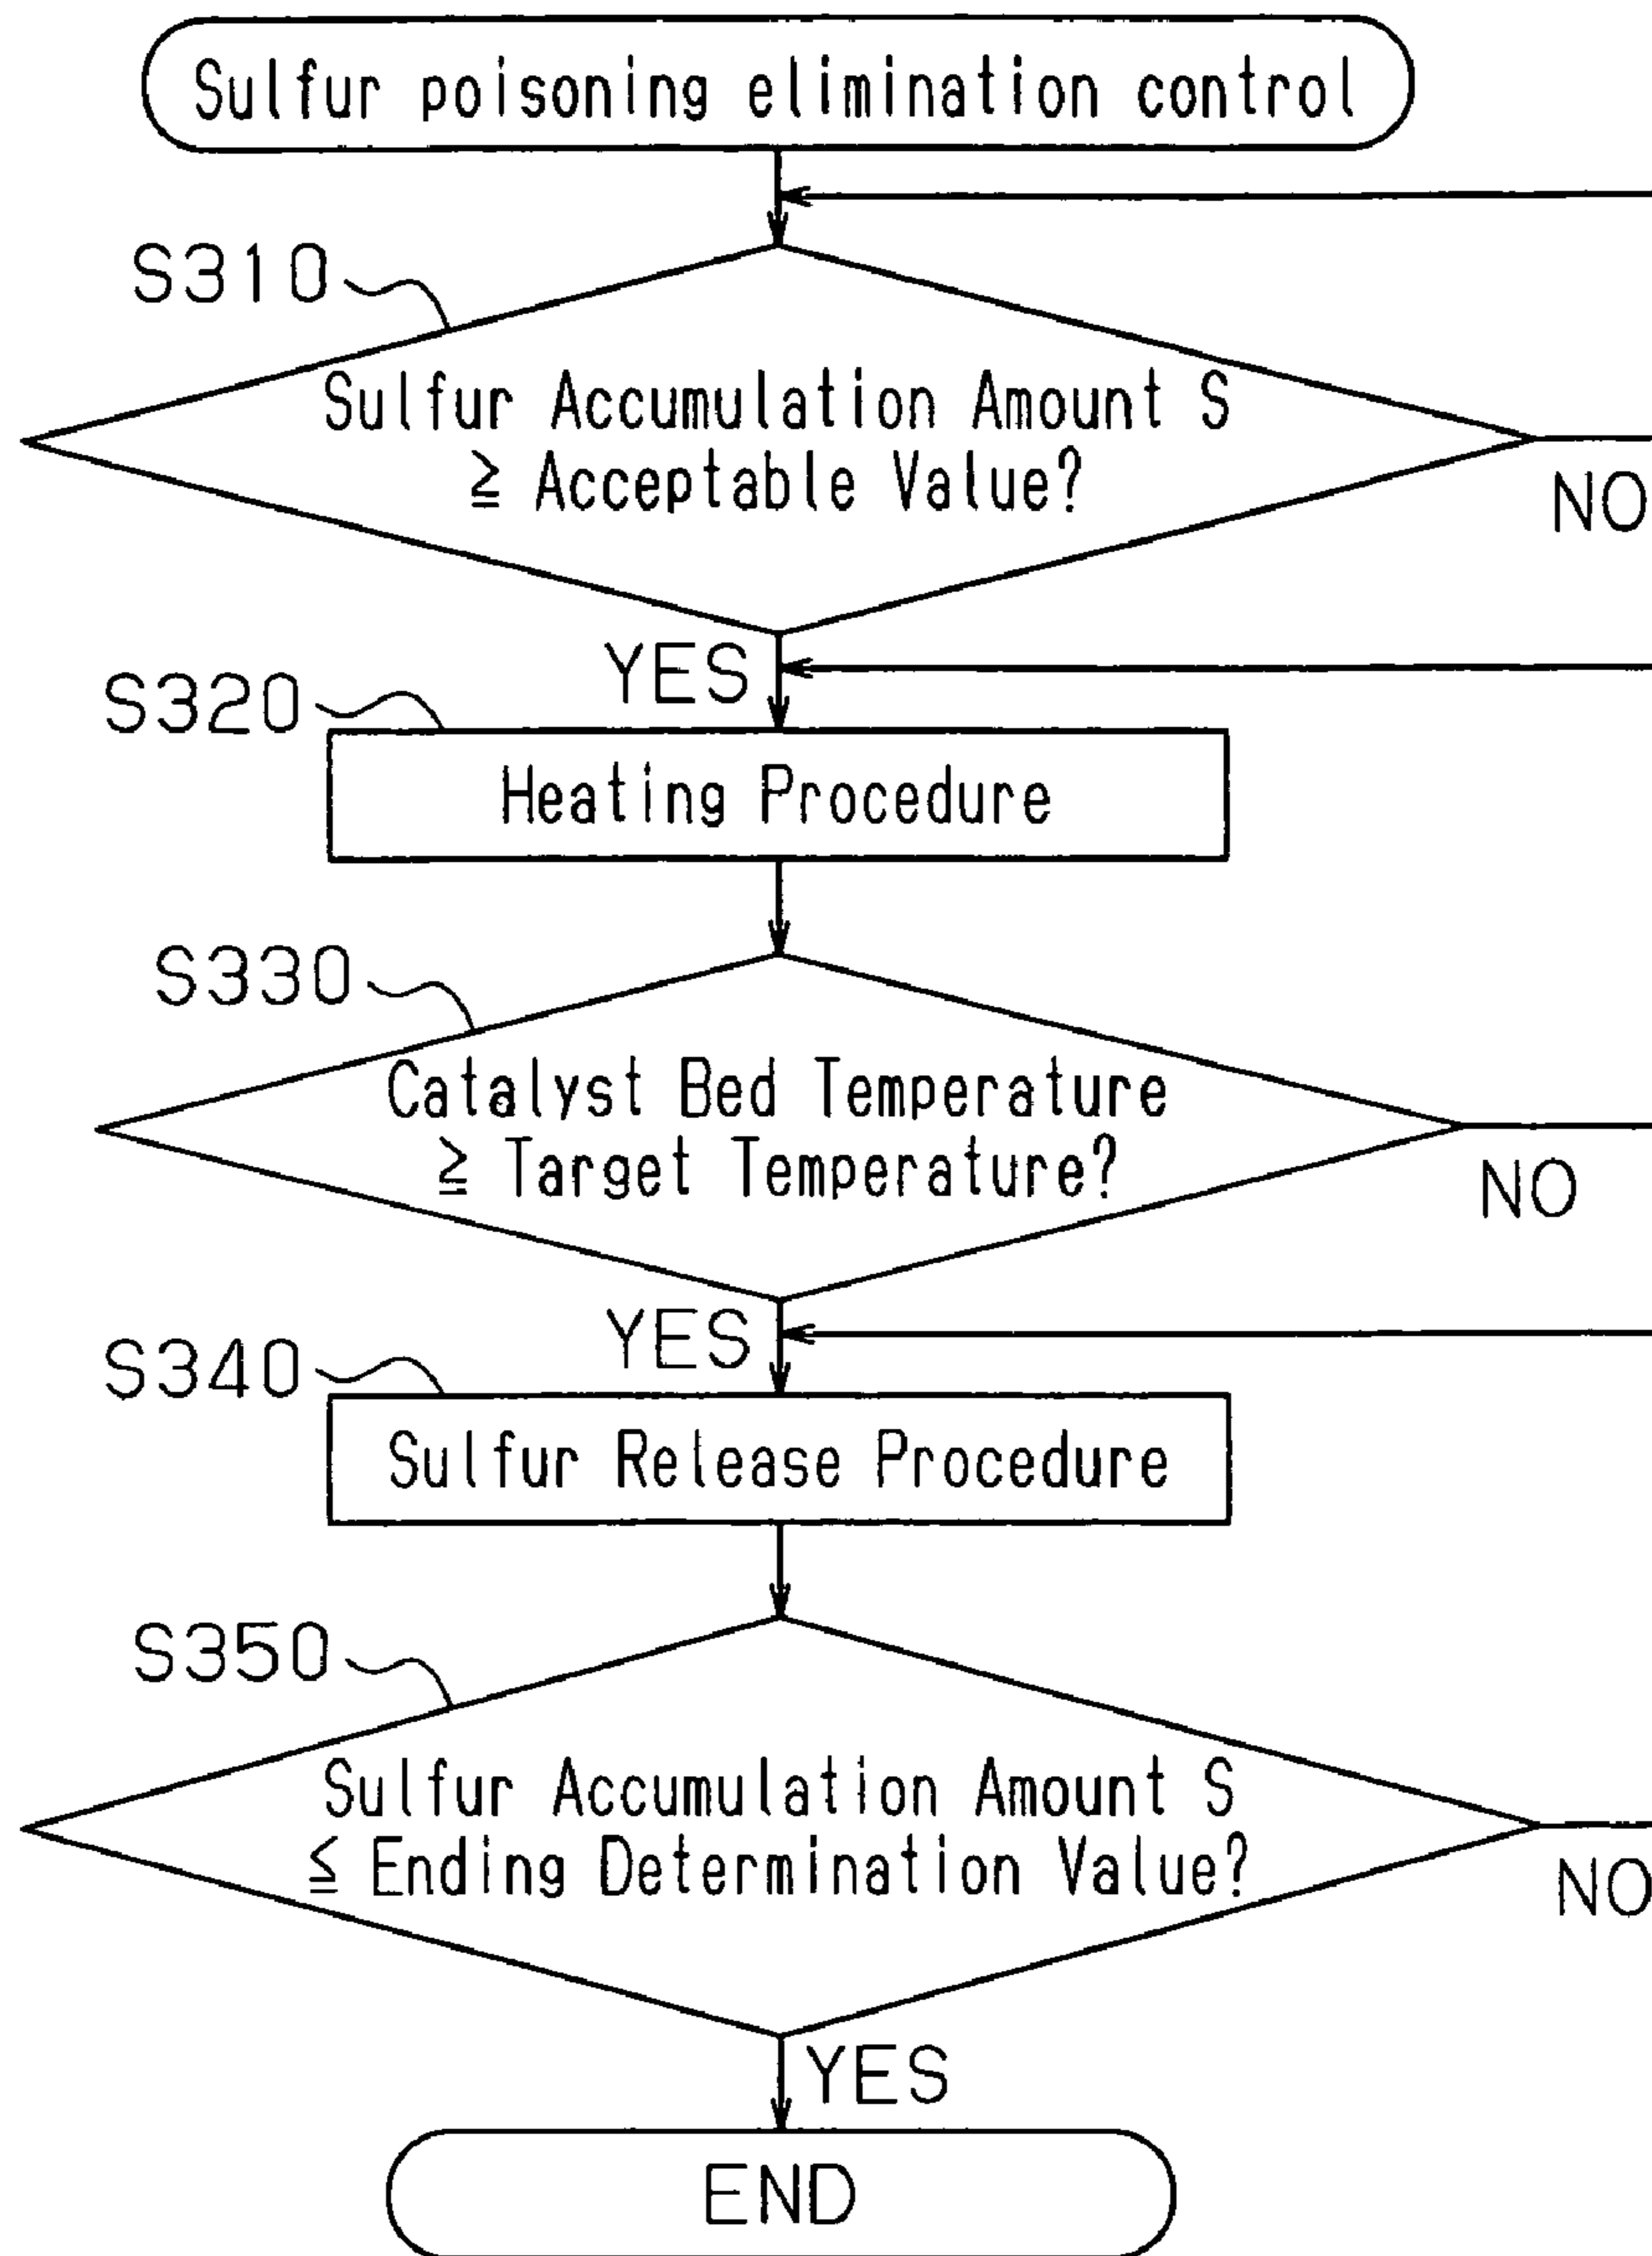 Sulfur poisoning elimination control
S310
Sulfur Accumulation Amount S
≧ Acceptable Value?
NO
YES
S320
Heating Procedure
S330
Catalyst Bed Temperature
≧ Target Temperature?
NO
YES
S340
Sulfur Release Procedure
S350
Sulfur Accumulation Amount S
≦ Ending Determination Value?
NO
YES
END